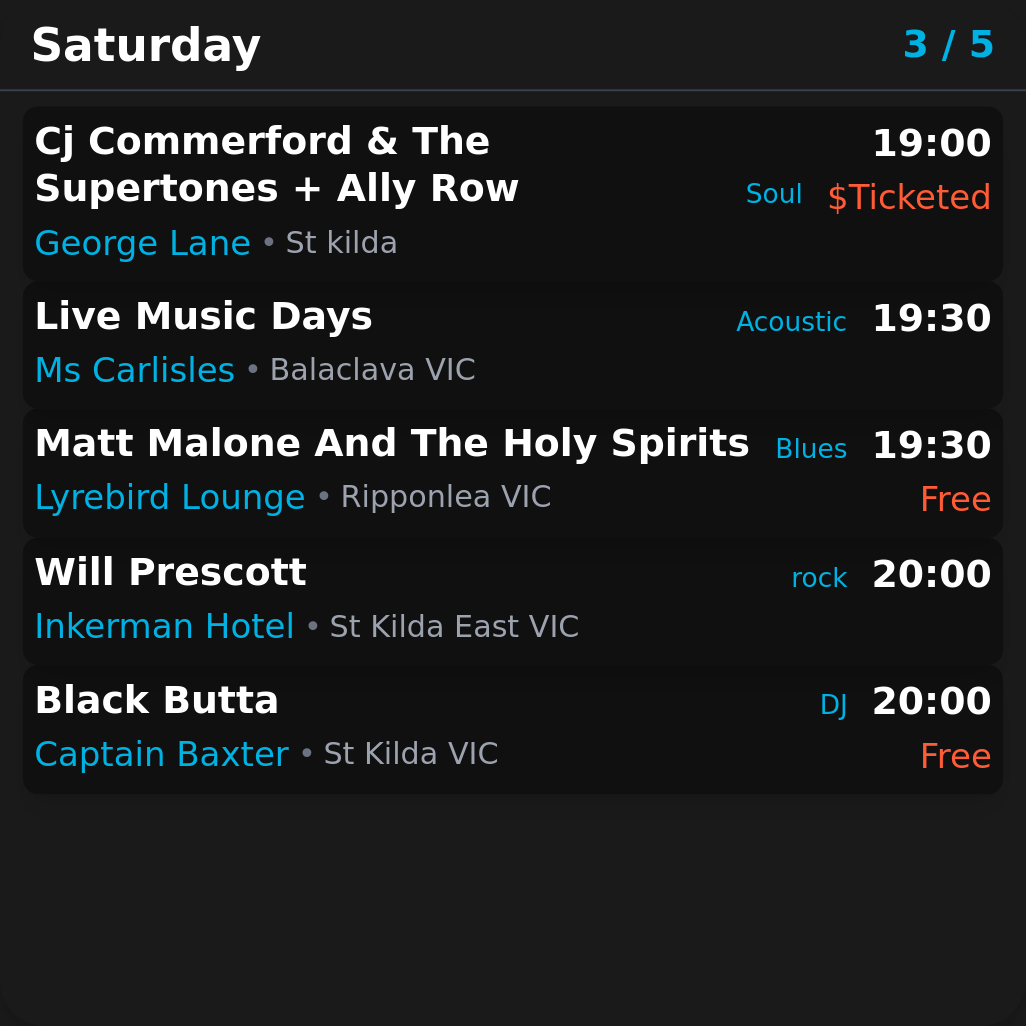 Saturday 3 / 5
Cj Commerford & The 19:00
Supertones + Ally Row Soul $Ticketed
George Lane • St kilda
Live Music Days Acoustic 19:30
Ms Carlisles • Balaclava VIC
Matt Malone And The Holy Spirits Blues 19:30
Lyrebird Lounge • Ripponlea VIC Free
Will Prescott rock 20:00
Inkerman Hotel • St Kilda East VIC
Black Butta DJ 20:00
Captain Baxter • St Kilda VIC Free